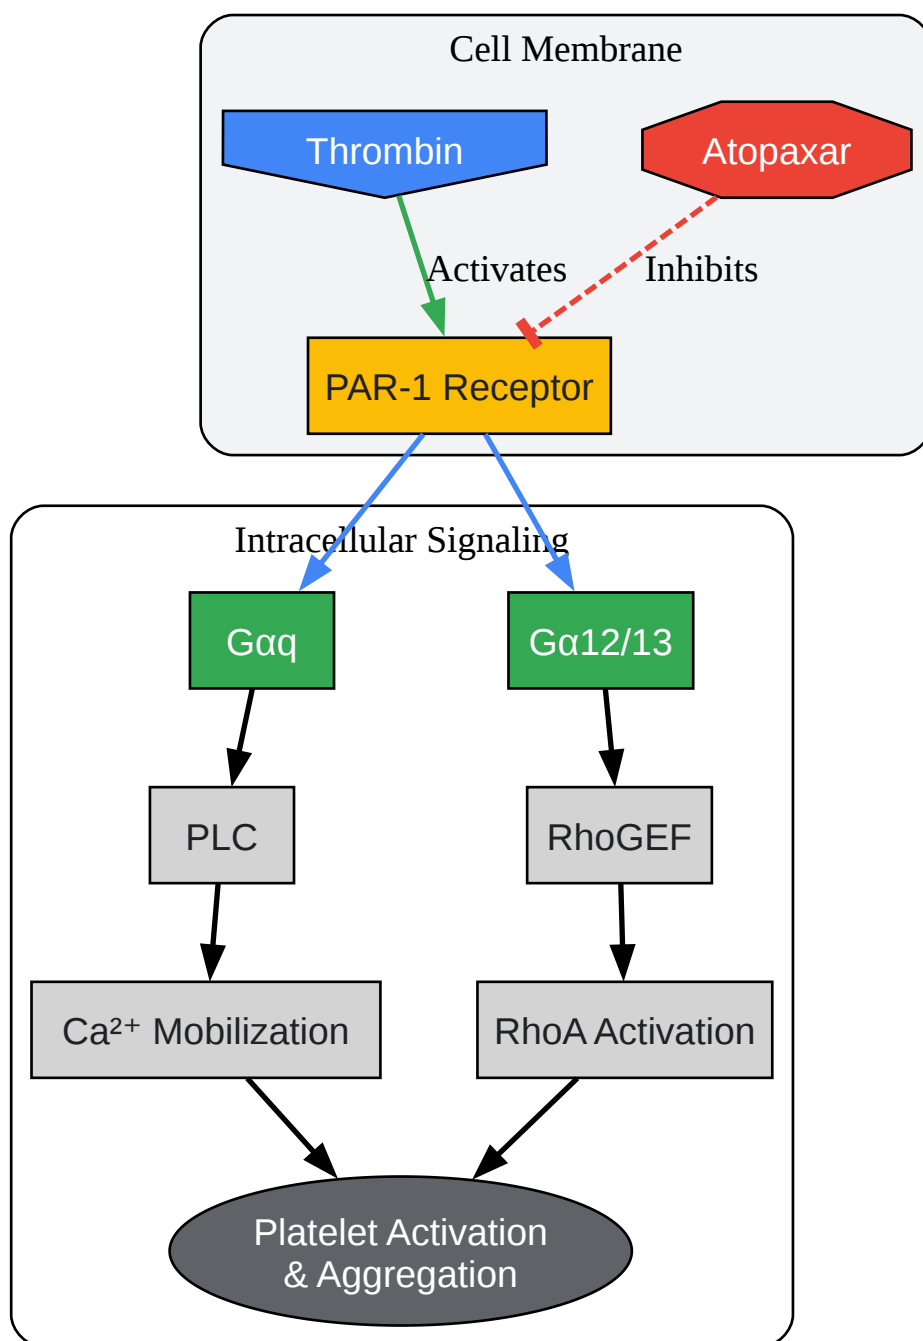 Cell Membrane
Thrombin
Atopaxar
Activates
Inhibits
PAR-1 Receptor
Intracellular Signaling
Gαq
Gα12/13
PLC
RhoGEF
Ca²⁺ Mobilization
RhoA Activation
Platelet Activation
& Aggregation